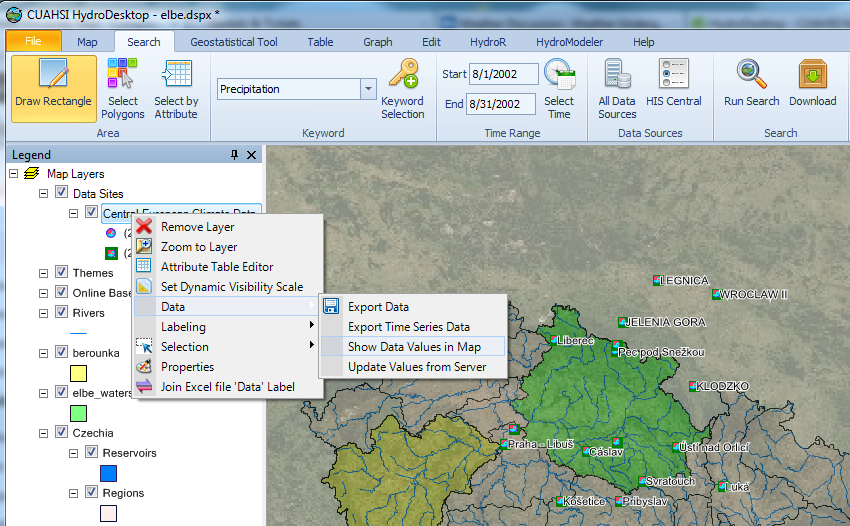 CUAHSI HydroDesktop - elbe.dspx *
File Map Search Geostatistical Tool Table Graph Edit HydroR HydroModeler Help
Draw Rectangle
Select Polygons
Select by Attribute
Area
Precipitation
Keyword Selection
Keyword
Start 8/1/2002
End 8/31/2002
Select Time
Time Range
All Data Sources
HIS Central
Data Sources
Run Search
Download
Search
Legend
Map Layers
Data Sites
Central European Climate Data
(2
(2
Themes
Online Base
Rivers
berounka
elbe_waters
Czechia
Reservoirs
Regions
Remove Layer
Zoom to Layer
Attribute Table Editor
Set Dynamic Visibility Scale
Data
Labeling
Selection
Properties
Join Excel file 'Data' Label
Export Data
Export Time Series Data
Show Data Values in Map
Update Values from Server
LEGNICA
WROCLAW II
JELENIA GORA
Liberec
Pec pod Snežkou
KLODZKO
Praha - Libuš
Cáslav
Ústí nad Orlicí
Svratouch
Luká
Košetice
Pribyslav